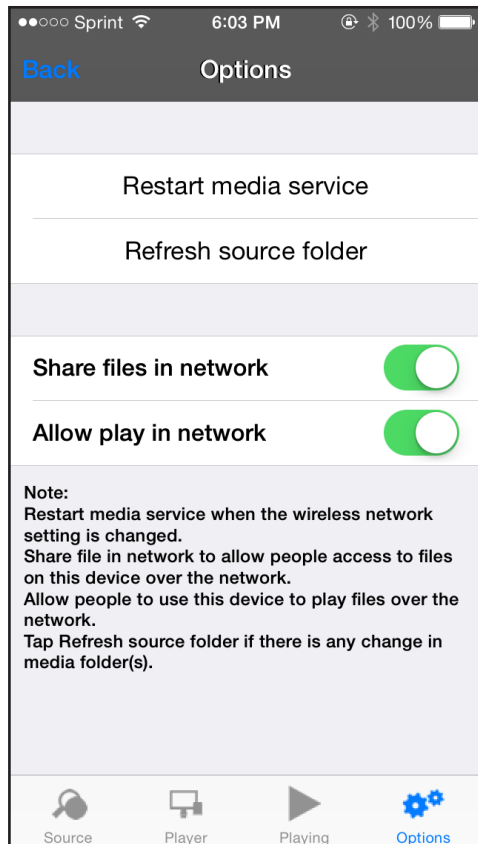 Sprint 6:03 PM 100%
Back Options
Restart media service
Refresh source folder
Share files in network
Allow play in network
Note:
Restart media service when the wireless network
setting is changed.
Share file in network to allow people access to files
on this device over the network.
Allow people to use this device to play files over the
network.
Tap Refresh source folder if there is any change in
media folder(s).
Source Player Playing Options